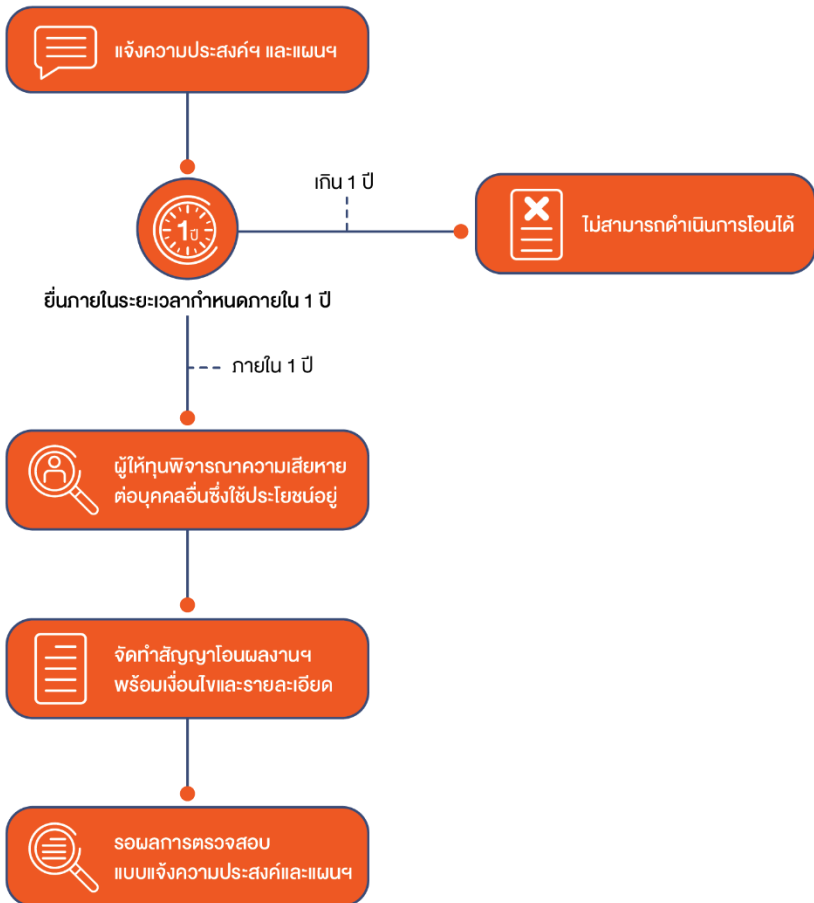 แจ้งความประสงค์ฯ และแผนฯ
เกิน 1 ปี
1 ปี
ไม่สามารถดำเนินการโอนได้
ยื่นภายในระยะเวลากำหนดภายใน 1 ปี
ภายใน 1 ปี
ผู้ให้ทุนพิจารณาความเสียหาย
ต่อบุคคลอื่นซึ่งใช้ประโยชน์อยู่
จัดทำสัญญาโอนผลงานฯ
พร้อมเงื่อนไขและรายละเอียด
รอผลการตรวจสอบ
แบบแจ้งความประสงค์และแผนฯ